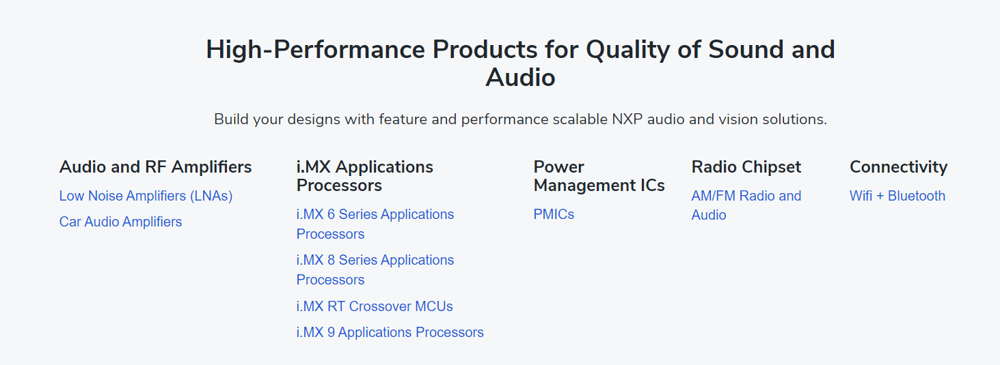 High-Performance Products for Quality of Sound and
Audio
Build your designs with feature and performance scalable NXP audio and vision solutions.
Audio and RF Amplifiers
Low Noise Amplifiers (LNAs)
Car Audio Amplifiers
i.MX Applications
Processors
i.MX 6 Series Applications
Processors
i.MX 8 Series Applications
Processors
i.MX RT Crossover MCUs
i.MX 9 Applications Processors
Power
Management ICs
PMICs
Radio Chipset
AM/FM Radio and
Audio
Connectivity
Wifi + Bluetooth